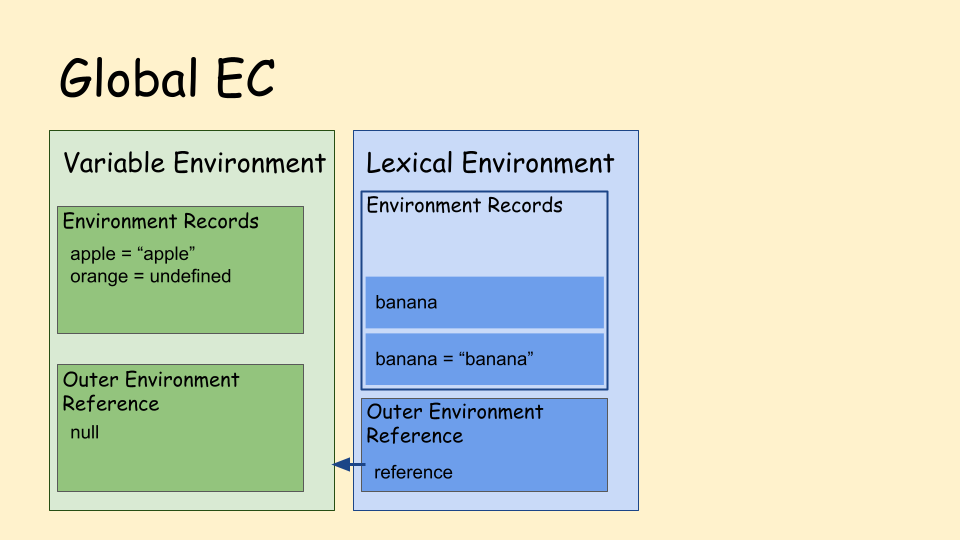 Global EC
Variable Environment
Environment Records
apple = “apple”
orange = undefined
Outer Environment
Reference
null
Lexical Environment
Environment Records
banana
banana = “banana”
Outer Environment
Reference
reference